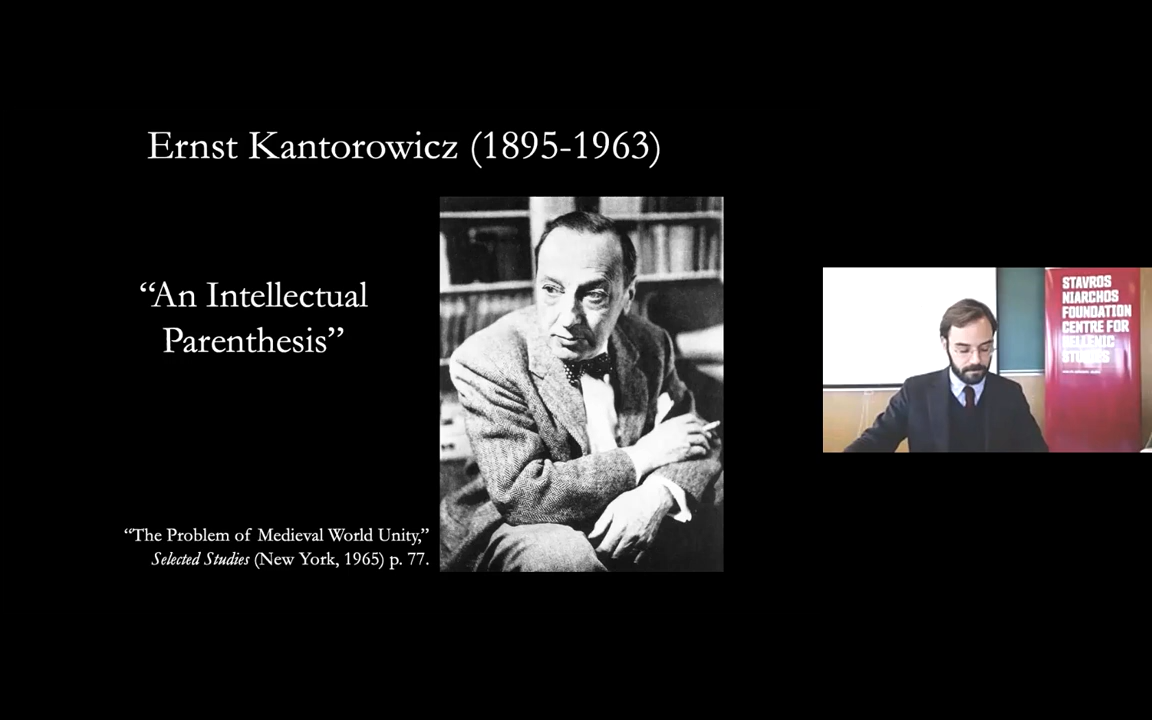 Ernst Kantorowicz (1895-1963)
“An Intellectual
Parenthesis”
“The Problem of Medieval World Unity,”
Selected Studies (New York, 1965) p. 77.
STAVROS
NIARCHOS
FOUNDATION
CENTRE FOR
HELLENIC
STUDIES